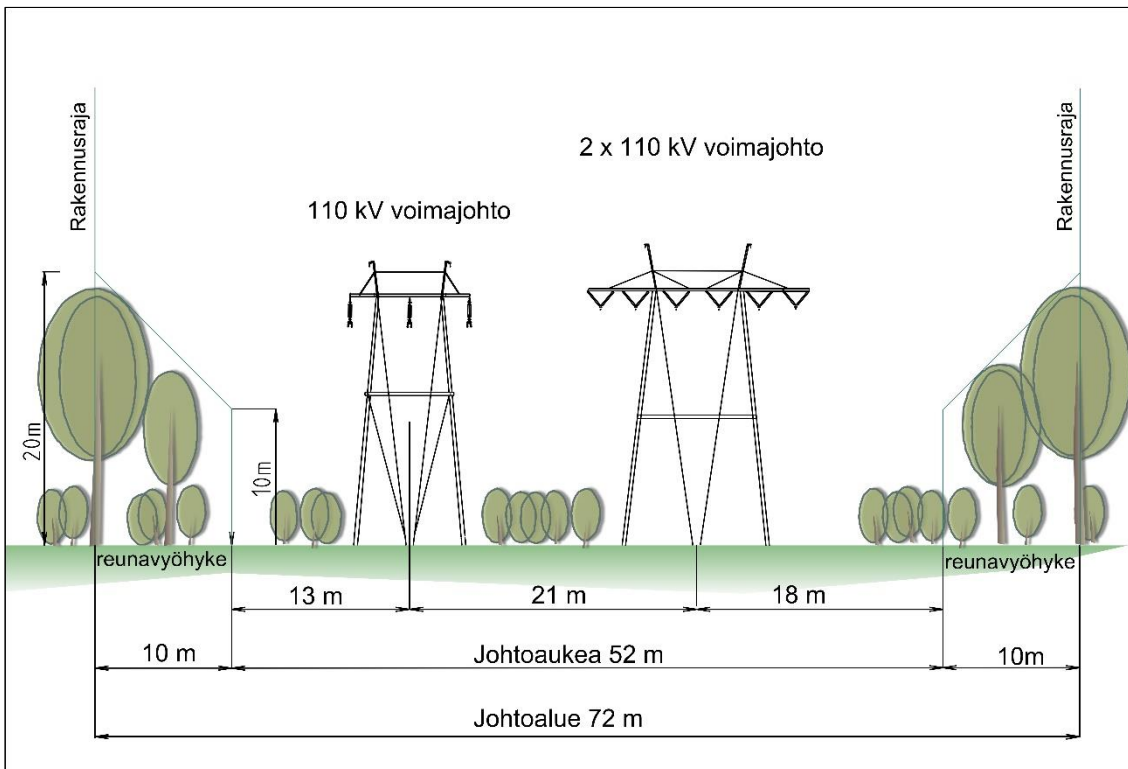 Rakennusraja
Rakennusraja
2 x 110 kV voimajohto
110 kV voimajohto
20m
10m
reunavyöhyke
reunavyöhyke
13 m
21 m
18 m
10 m
Johtoaukea 52 m
10m
Johtoalue 72 m